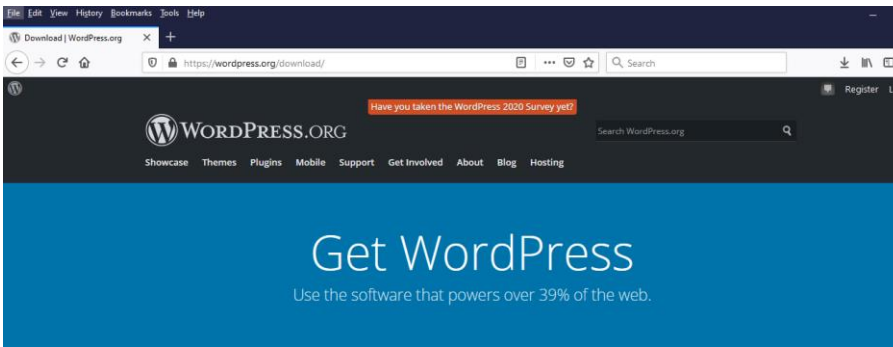 File Edit View History Bookmarks Tools Help
Download | WordPress.org
https://wordpress.org/download/
Search
Register
Have you taken the WordPress 2020 Survey yet?
WORDPRESS.ORG
Search WordPress.org
Showcase Themes Plugins Mobile Support Get Involved About Blog Hosting
Get WordPress
Use the software that powers over 39% of the web.